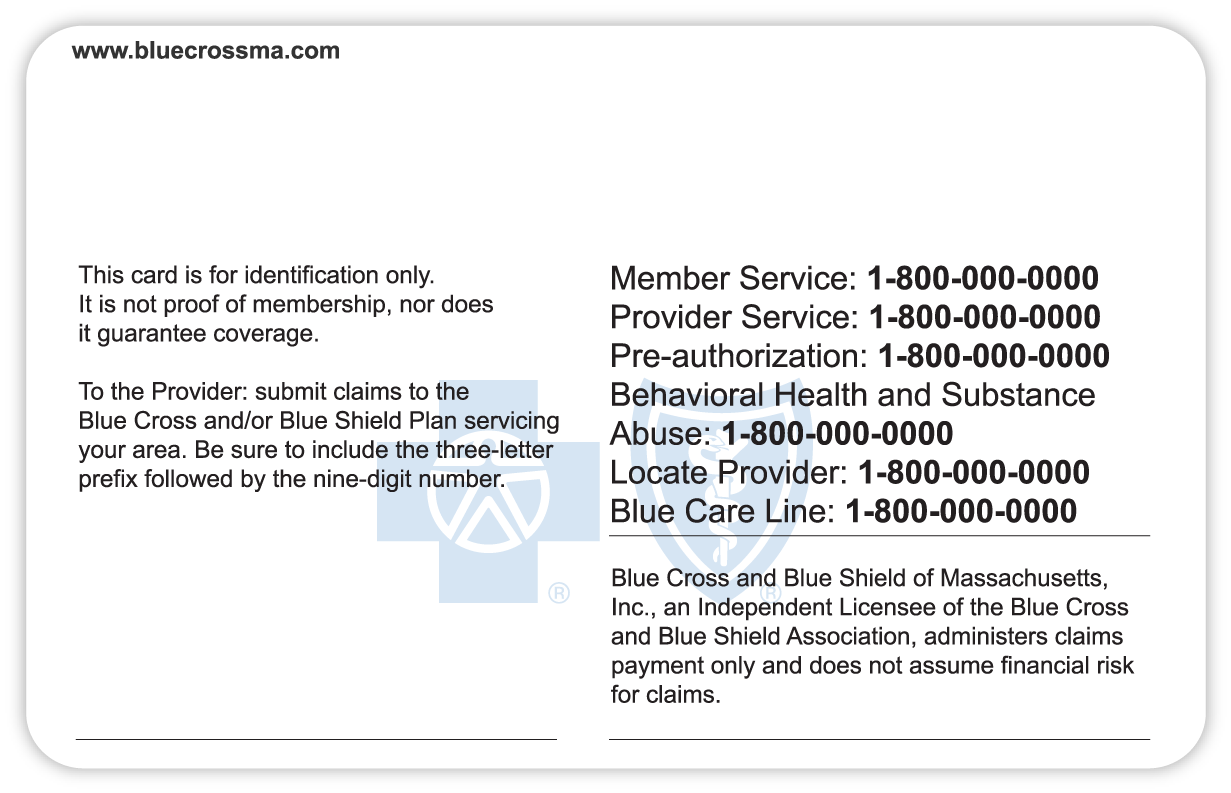 www.bluecrossma.com
This card is for identification only.
It is not proof of membership, nor does
it guarantee coverage.
To the Provider: submit claims to the
Blue Cross and/or Blue Shield Plan servicing
your area. Be sure to include the three-letter
prefix followed by the nine-digit number.
®
Member Service: 1-800-000-0000
Provider Service: 1-800-000-0000
Pre-authorization: 1-800-000-0000
Behavioral Health and Substance
Abuse: 1-800-000-0000
Locate Provider: 1-800-000-0000
Blue Care Line: 1-800-000-0000
Blue Cross and Blue Shield of Massachusetts,
®
Inc., an Independent Licensee of the Blue Cross
and Blue Shield Association, administers claims
payment only and does not assume financial risk
for claims.